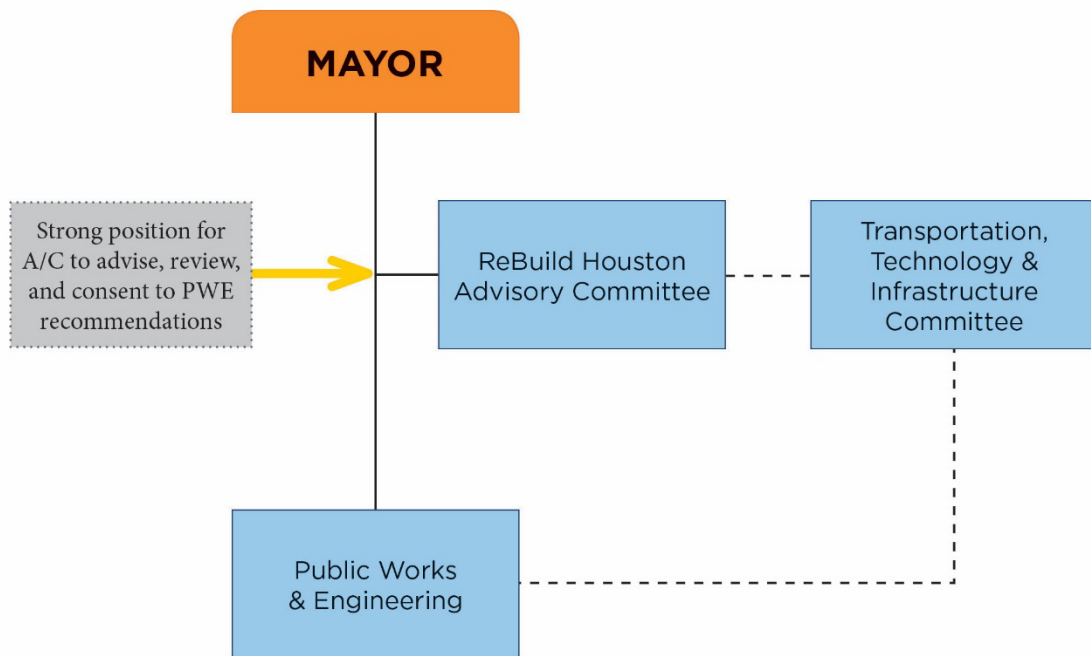 MAYOR
Strong position for
A/C to advise, review,
and consent to PWE
recommendations
ReBuild Houston
Advisory Committee
Transportation,
Technology &
Infrastructure
Committee
Public Works
& Engineering